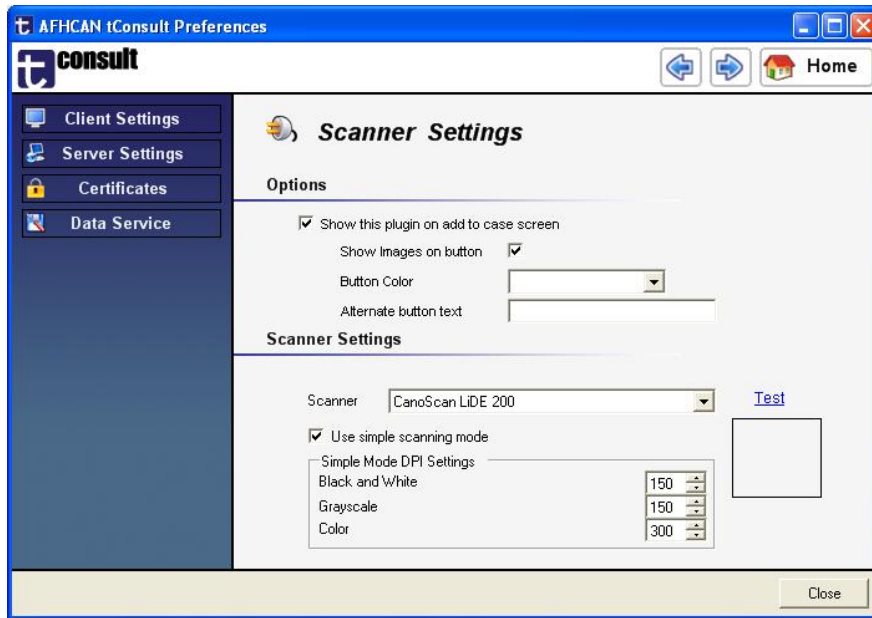 AFHCAN tConsult Preferences
t consult
Home
Client Settings
Server Settings
Certificates
Data Service
Scanner Settings
Options
Show this plugin on add to case screen
Show Images on button
Button Color
Alternate button text
Scanner Settings
Scanner CanoScan LiDE 200 Test
Use simple scanning mode
Simple Mode DPI Settings
Black and White 150
Grayscale 150
Color 300
Close